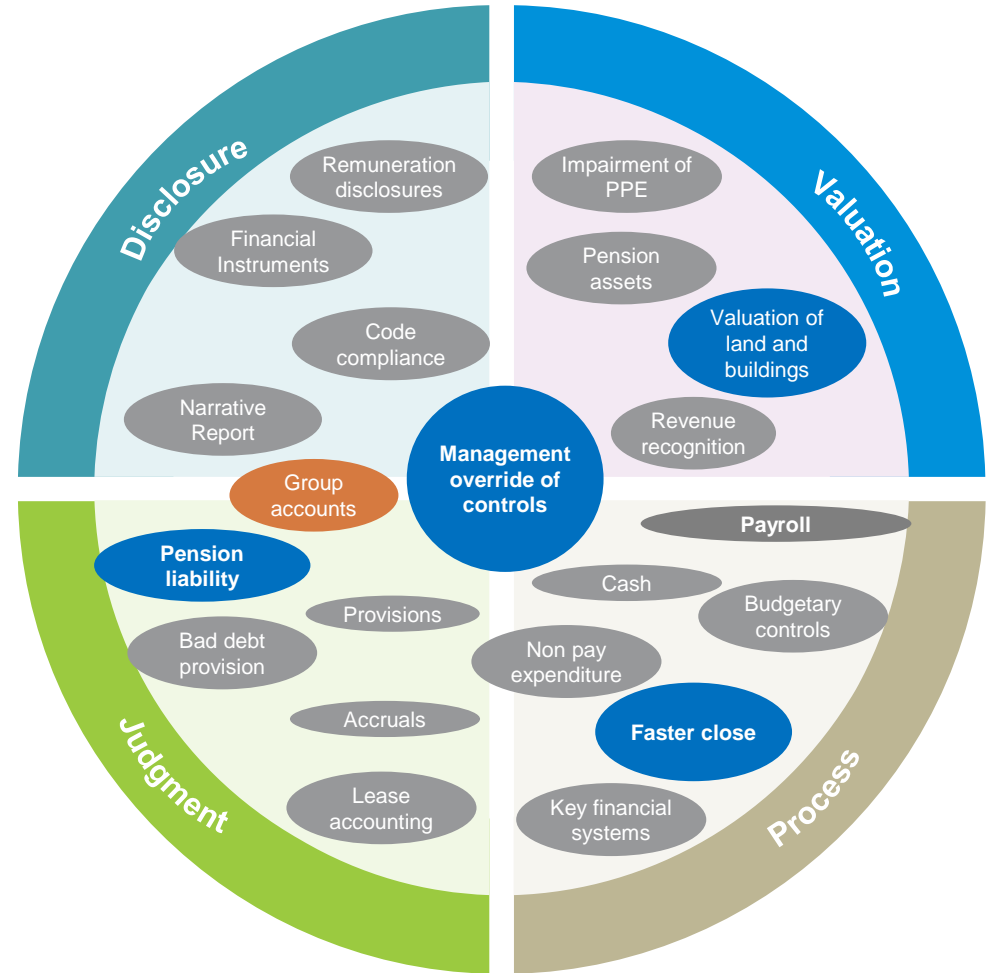 Disclosure
Remuneration
disclosures
Financial
Instruments
Code
compliance
Narrative
Report
Valuation
Impairment of
PPE
Pension
assets
Valuation of
land and
buildings
Revenue
recognition
Management
override of
controls
Group
accounts
Judgment
Pension
liability
Provisions
Bad debt
provision
Accruals
Lease
accounting
Process
Payroll
Cash
Budgetary
controls
Non pay
expenditure
Faster close
Key financial
systems